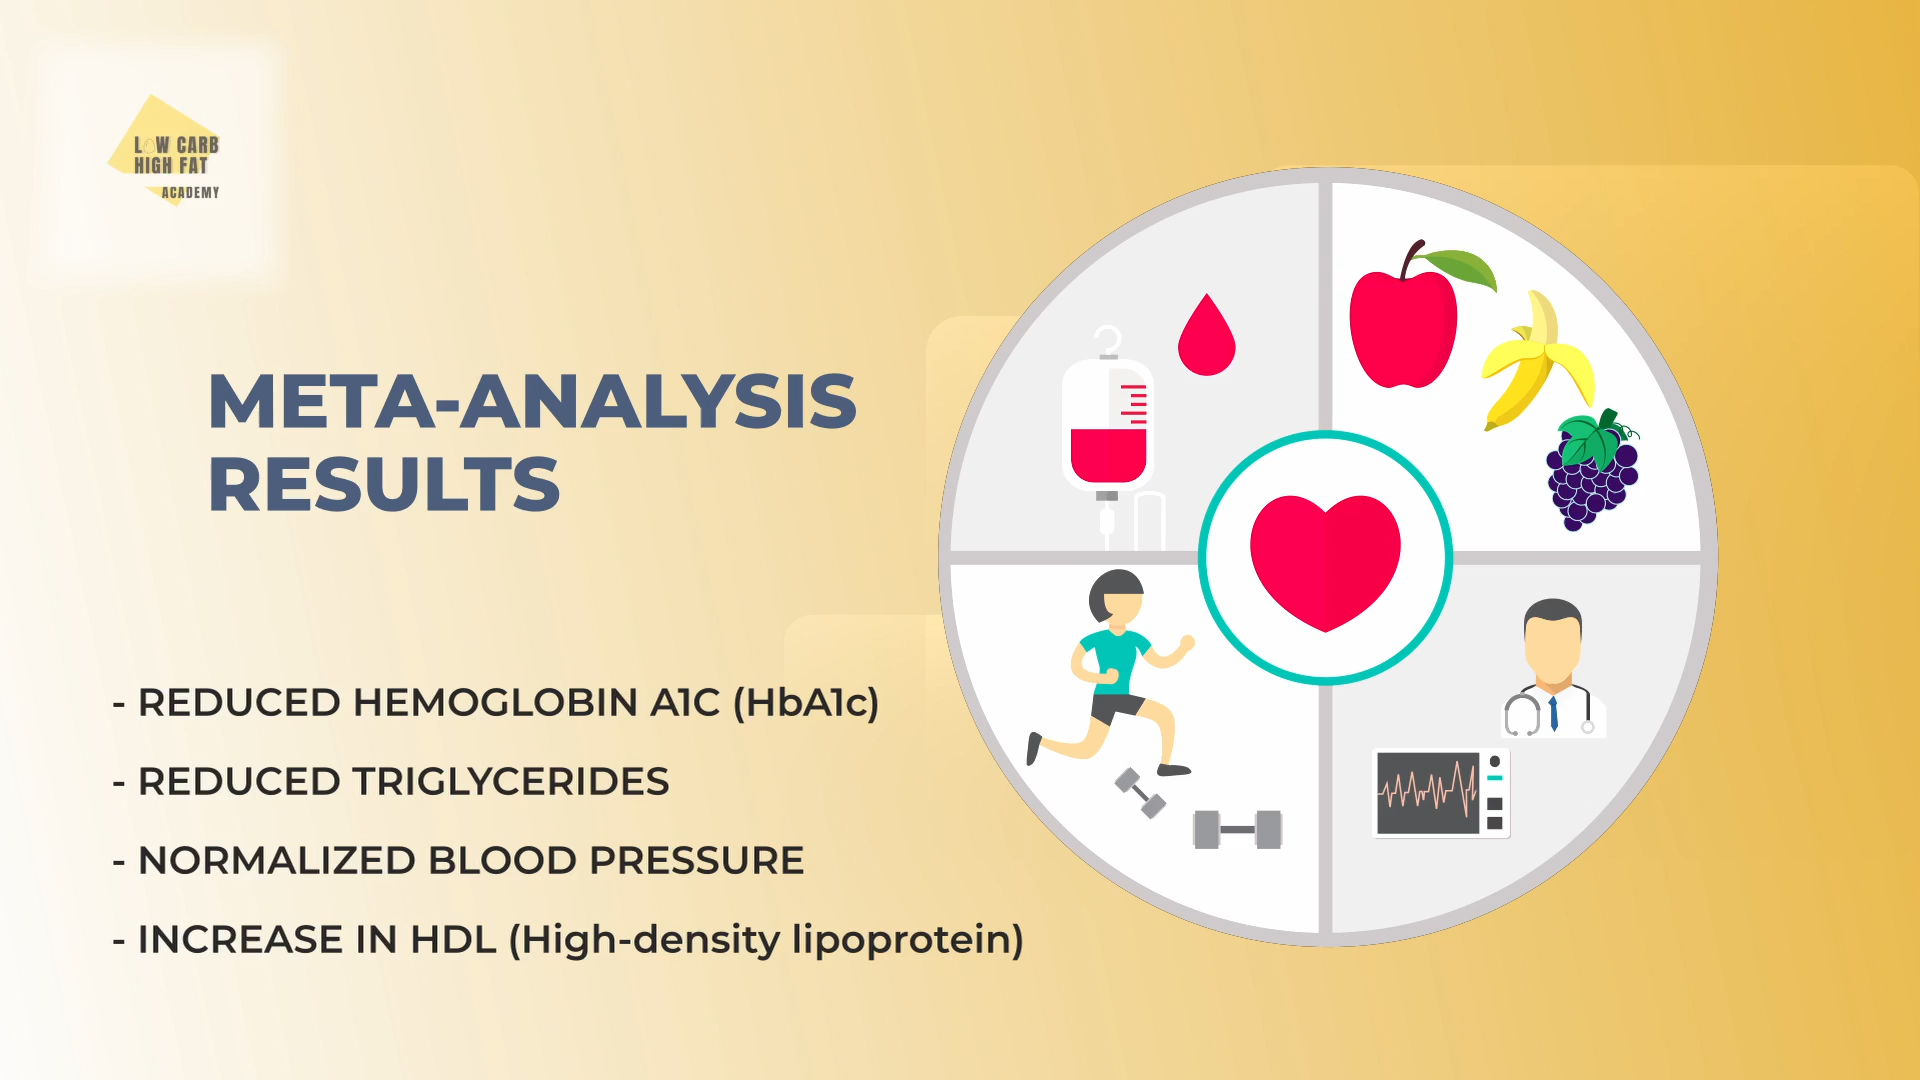 LOW CARB
HIGH FAT
ACADEMY
META-ANALYSIS
RESULTS
- REDUCED HEMOGLOBIN A1C (HbA1c)
- REDUCED TRIGLYCERIDES
- NORMALIZED BLOOD PRESSURE
- INCREASE IN HDL (High-density lipoprotein)